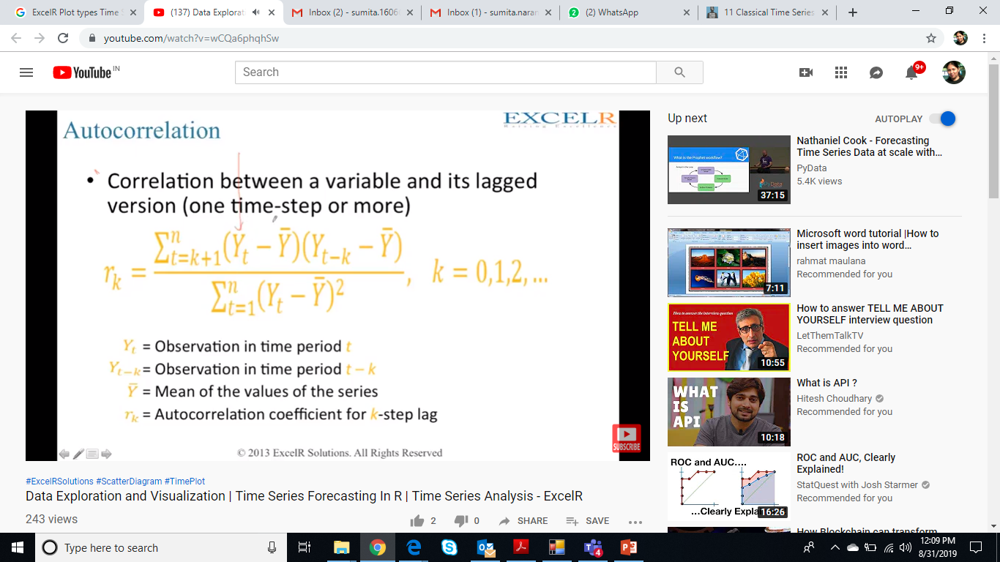 ExcelR Plot types Time S
(137) Data Explorat
Inbox (2) - sumita.1606
Inbox (1) - sumita.naran
(2) WhatsApp
11 Classical Time Series
youtube.com/watch?v=wCQa6phqhSw
YouTube IN
Search
9+
EXCELR
Raising Excellence
Autocorrelation
• Correlation between a variable and its lagged
version (one time-step or more)
r_k = ∑_{t=k+1}^{n}(Y_t − Ȳ)(Y_{t−k} − Ȳ) / ∑_{t=1}^{n}(Y_t − Ȳ)², k = 0,1,2, ...
Y_t = Observation in time period t
Y_{t−k} = Observation in time period t − k
Ȳ = Mean of the values of the series
r_k = Autocorrelation coefficient for k-step lag
© 2013 ExcelR Solutions. All Rights Reserved
SUBSCRIBE
#ExcelRSolutions #ScatterDiagram #TimePlot
Data Exploration and Visualization | Time Series Forecasting In R | Time Series Analysis - ExcelR
243 views
2
0
SHARE
SAVE
Up next
AUTOPLAY
What is the Prophet workflow?
37:15
Nathaniel Cook - Forecasting
Time Series Data at scale with...
PyData
5.4K views
7:11
Microsoft word tutorial |How to
insert images into word...
rahmat maulana
Recommended for you
How to answer the interview question
TELL ME
ABOUT
YOURSELF
10:55
How to answer TELL ME ABOUT
YOURSELF interview question
LetThemTalkTV
Recommended for you
WHAT
IS
API
10:18
What is API ?
Hitesh Choudhary
Recommended for you
ROC and AUC....
...Clearly Expla
16:26
ROC and AUC, Clearly
Explained!
StatQuest with Josh Starmer
Recommended for you
How Blockchain can transform
Type here to search
4
12:09 PM
8/31/2019